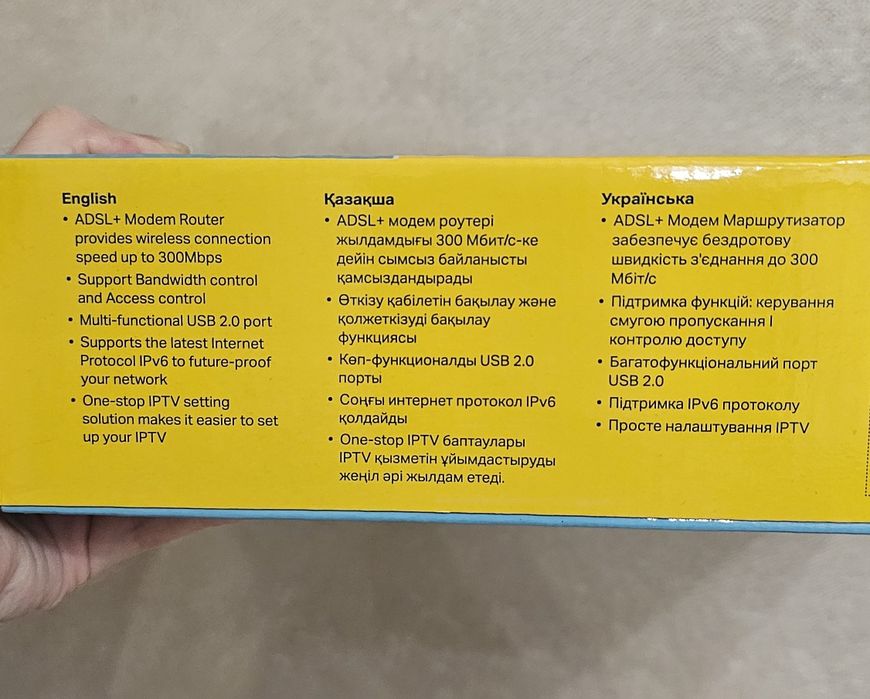 English
• ADSL+ Modem Router
provides wireless connection
speed up to 300Mbps
• Support Bandwidth control
and Access control
• Multi-functional USB 2.0 port
• Supports the latest Internet
Protocol IPv6 to future-proof
your network
• One-stop IPTV setting
solution makes it easier to set
up your IPTV
Қазақша
• ADSL+ модем роутері
жылдамдығы 300 Мбит/с-ке
дейін сымсыз байланысты
қамсыздандырады
• Өткізу қабілетін бақылау және
қолжеткізуді бақылау
функциясы
• Көп-функционалды USB 2.0
порты
• Соңғы интернет протокол IPv6
қолдайды
• One-stop IPTV баптаулары
IPTV қызметін ұйымдастыруды
жеңіл әрі жылдам етеді.
Українська
• ADSL+ Модем Маршрутизатор
забезпечує бездротову
швидкість з'єднання до 300
Мбіт/с
• Підтримка функцій: керування
смугою пропускання І
контролю доступу
• Багатофункціональний порт
USB 2.0
• Підтримка IPv6 протоколу
• Просте налаштування IPTV